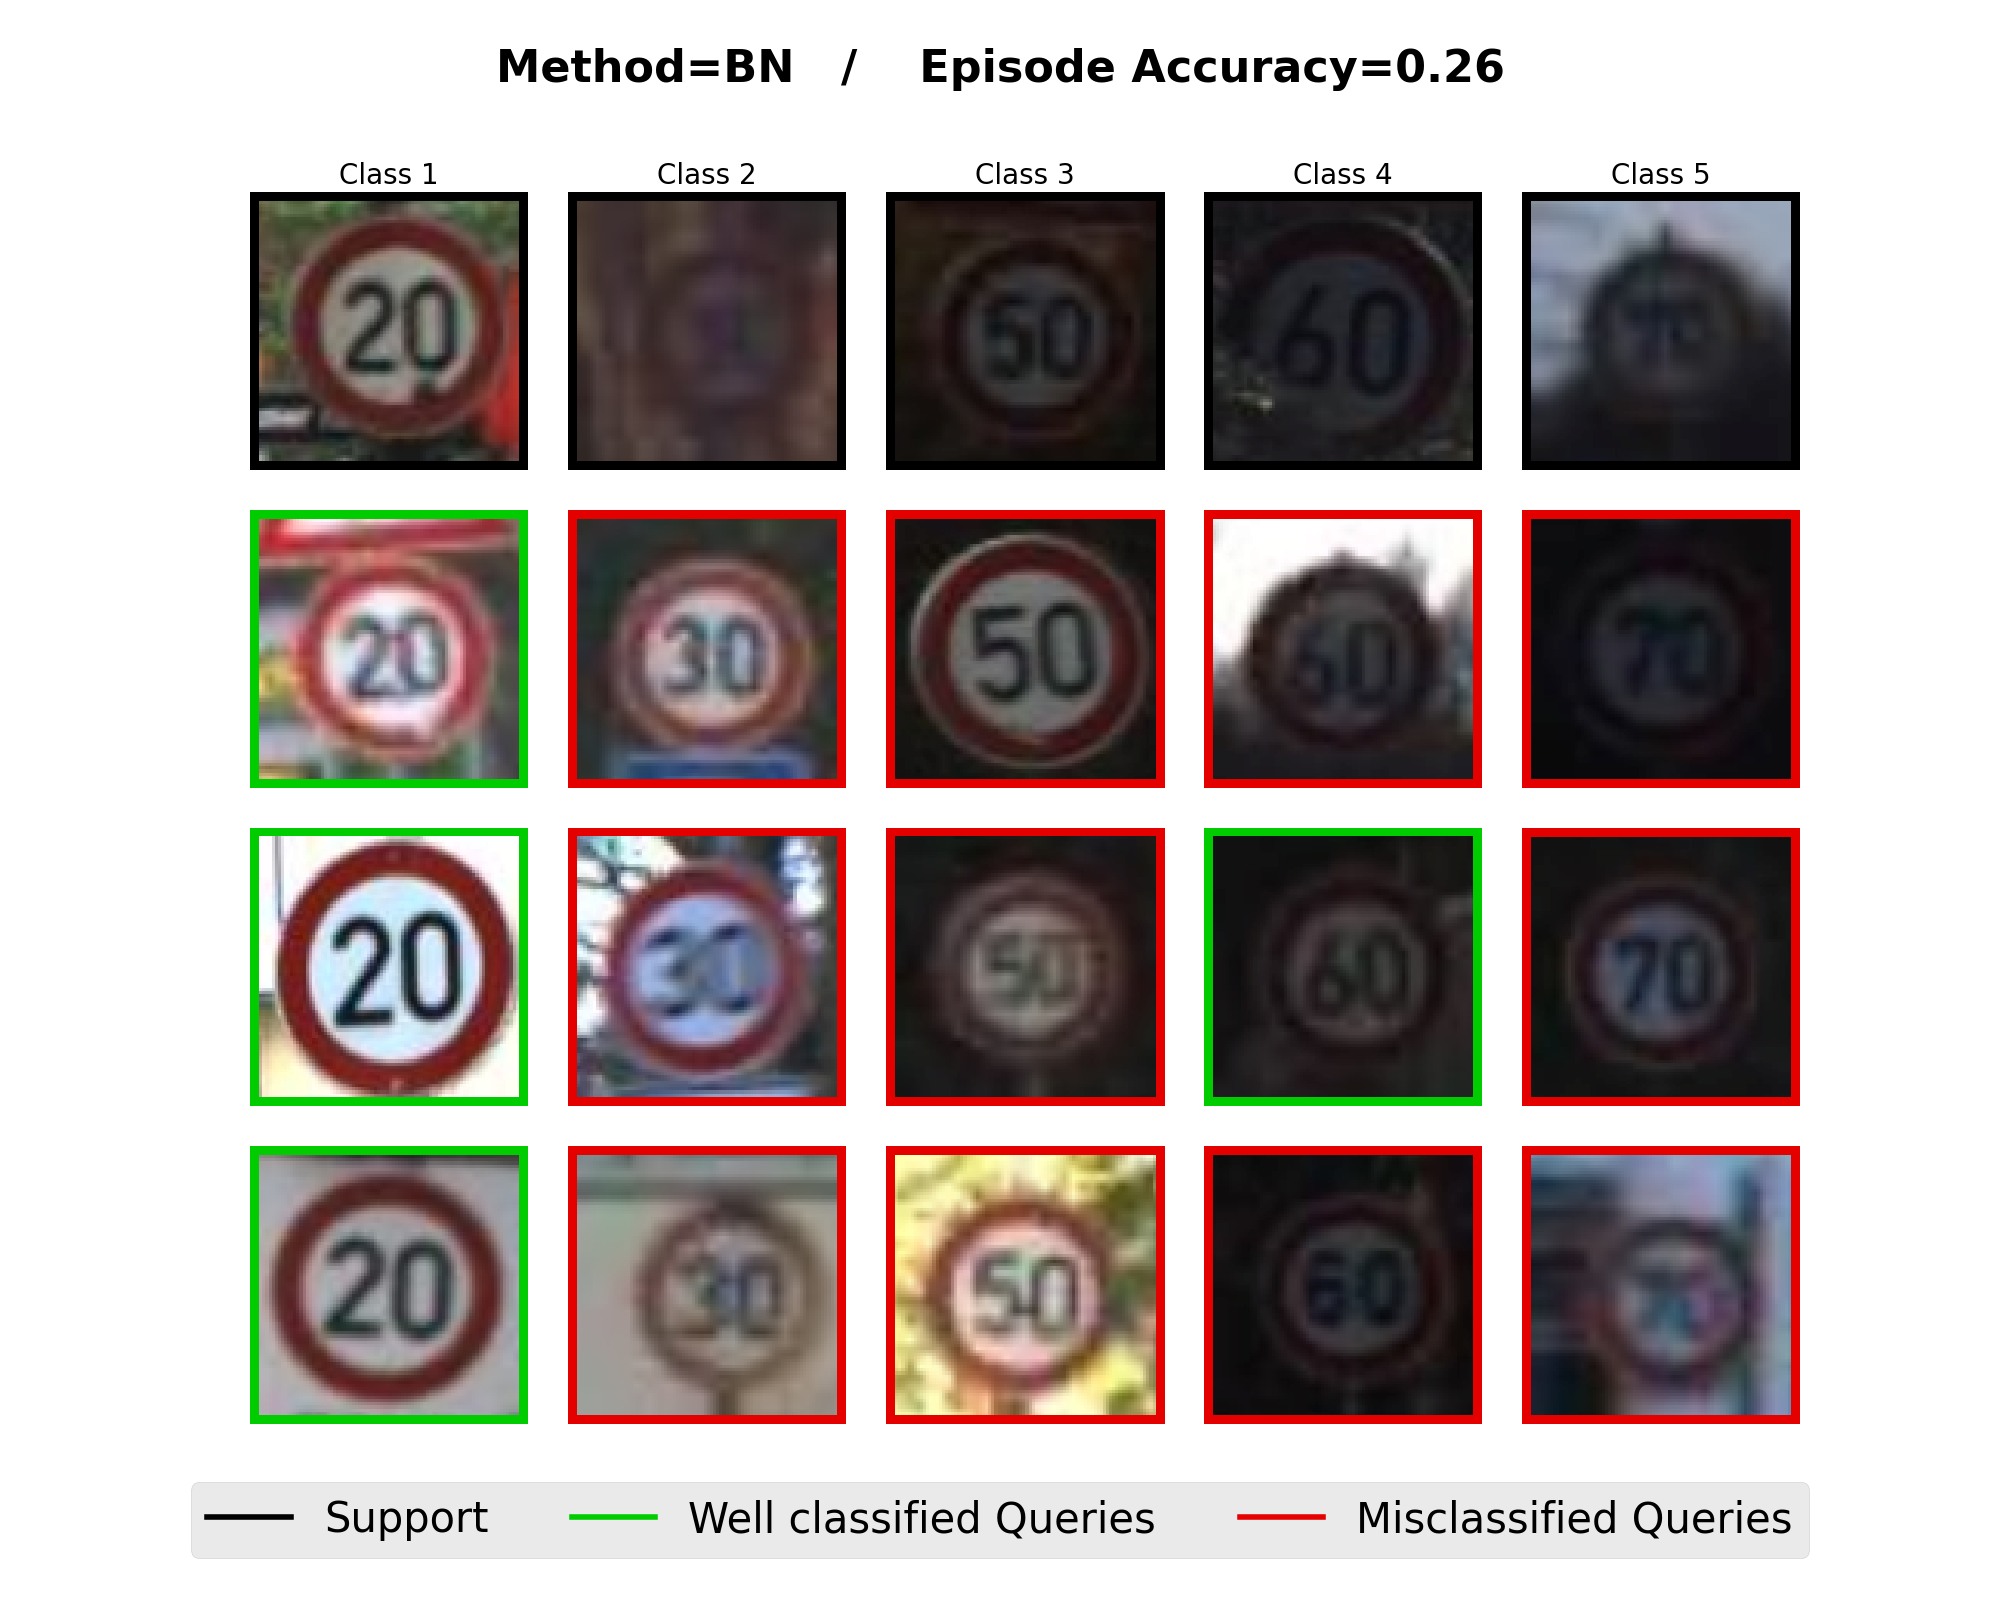 Method=BN / Episode Accuracy=0.26
Class 1 Class 2 Class 3 Class 4 Class 5
20 50 60
20 30 50 60 70
20 30 50 60 70
20 30 50 60
Support Well classified Queries Misclassified Queries